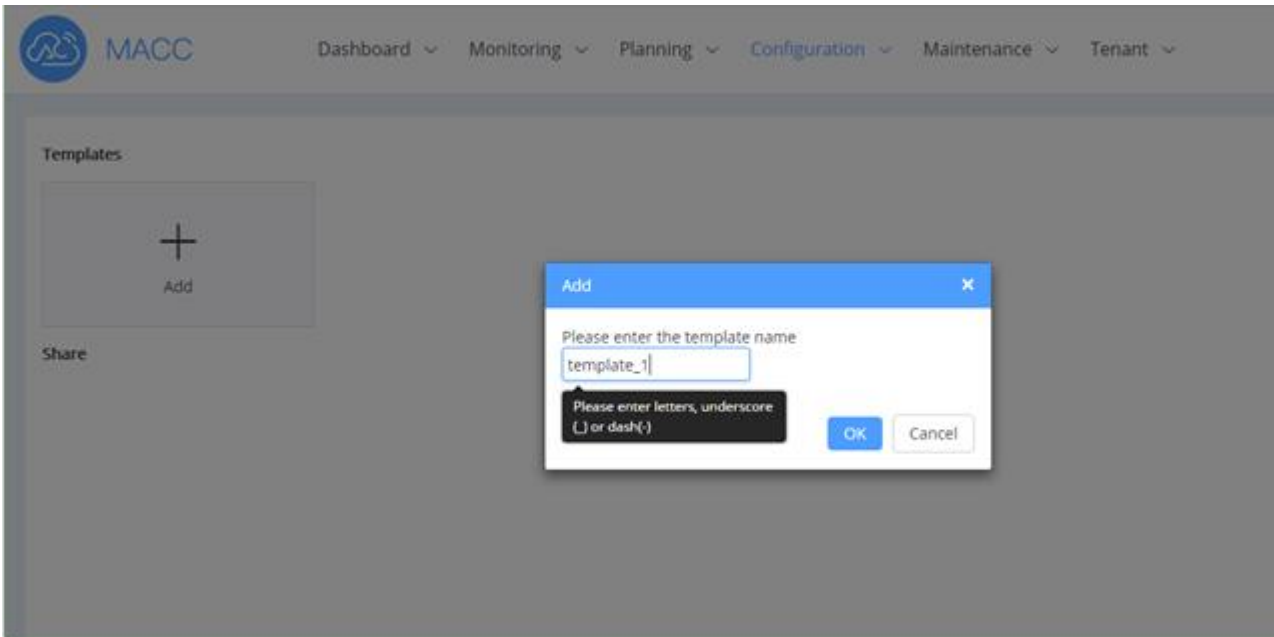 MACC
Dashboard Monitoring Planning Configuration Maintenance Tenant
Templates
Add
Share
Add
Please enter the template name
template_1
Please enter letters, underscore
(_) or dash(-)
OK Cancel